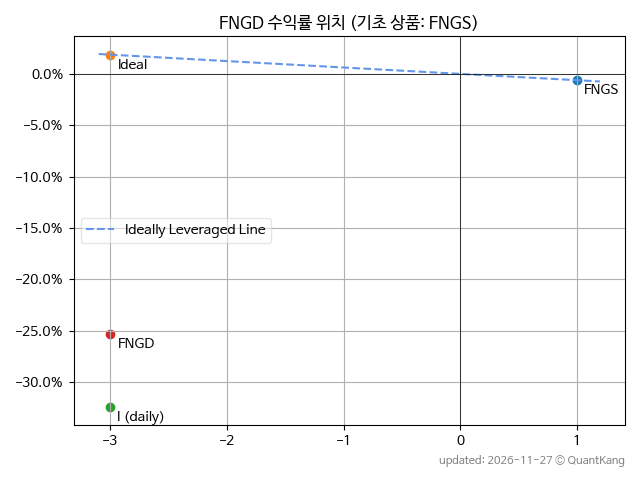 FNGD 수익률 위치 (기초 상품: FNGS)
Ideal
0.0%
FNGS
−5.0%
−10.0%
−15.0%
Ideally Leveraged Line
−20.0%
−25.0%
FNGD
−30.0%
I (daily)
−3
−2
−1
0
1
updated: 2026−11−27 © QuantKang